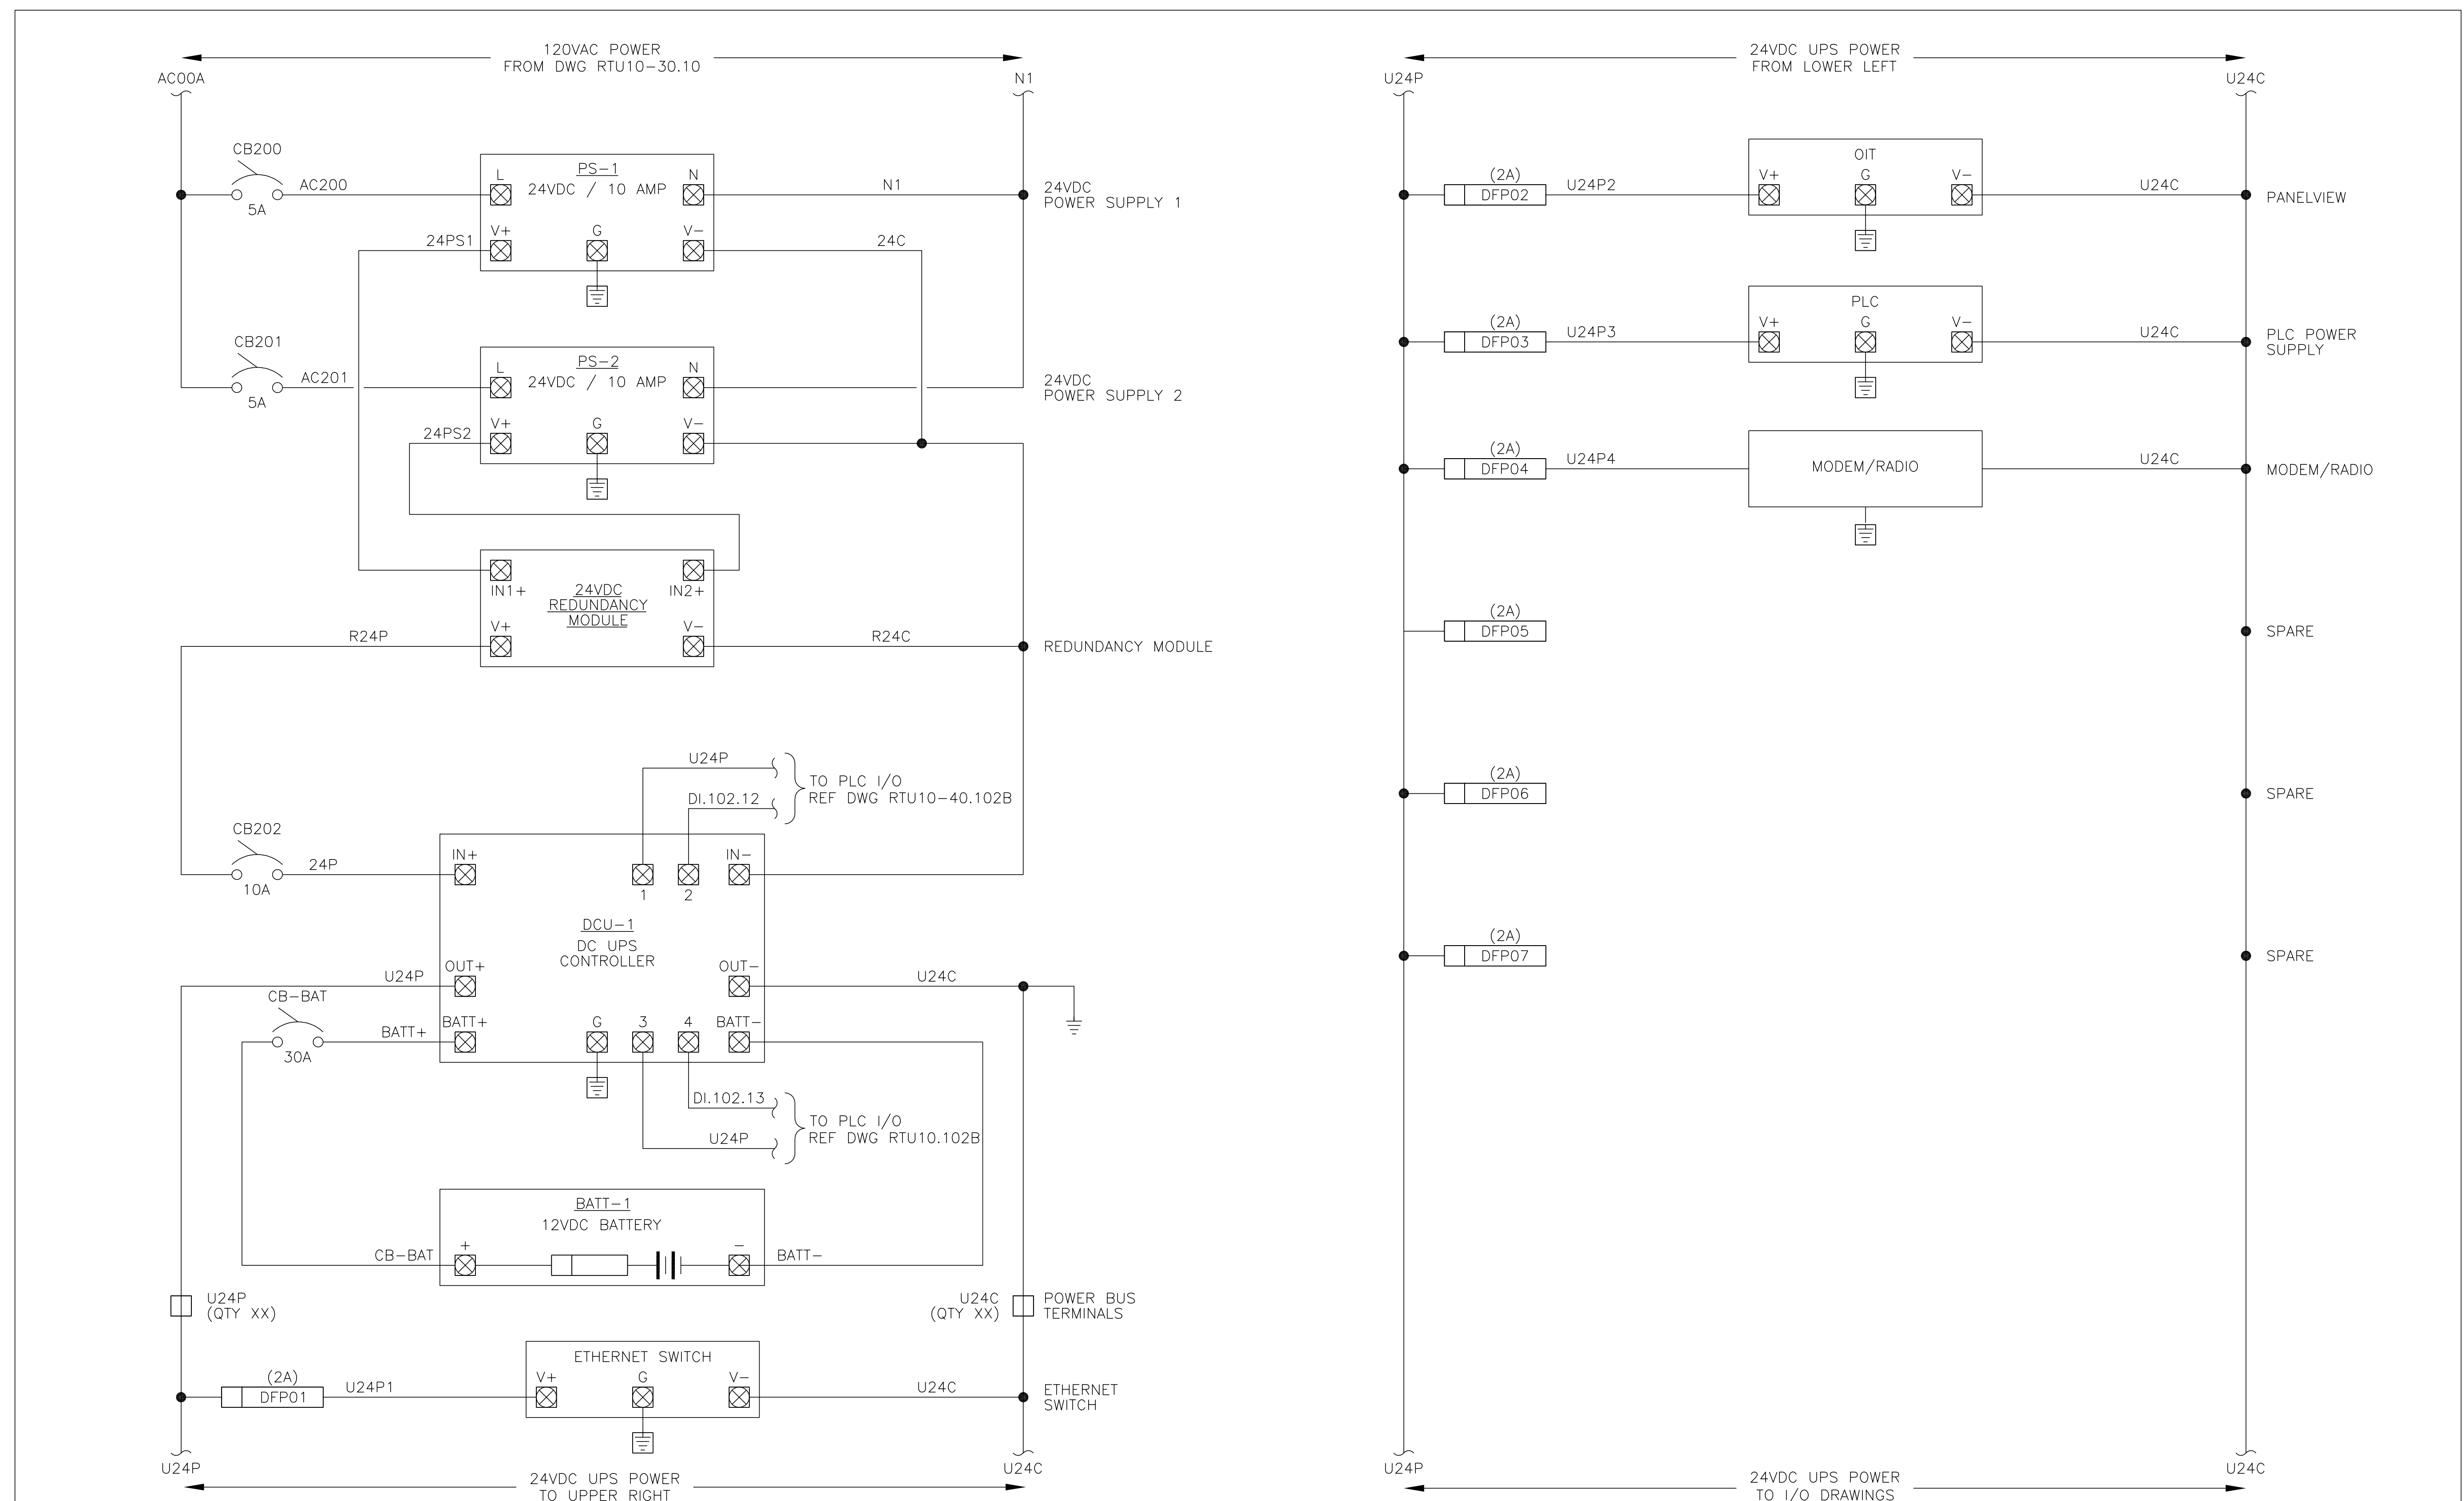 120VAC POWER
FROM DWG RTU10-30.10
AC00A
N1
CB200
5A
AC200
PS-1
24VDC / 10 AMP
L
N
N1
24VDC
POWER SUPPLY 1
24PS1
V+
G
V-
24C
CB201
5A
AC201
PS-2
24VDC / 10 AMP
L
N
24VDC
POWER SUPPLY 2
24PS2
V+
G
V-
IN1+
24VDC
REDUNDANCY
MODULE
IN2+
R24P
V+
V-
R24C
REDUNDANCY MODULE
U24P
DI.102.12
TO PLC I/O
REF DWG RTU10-40.102B
CB202
10A
24P
IN+
1
2
IN-
DCU-1
DC UPS
CONTROLLER
U24P
OUT+
OUT-
U24C
CB-BAT
30A
BATT+
BATT+
G
3
4
BATT-
DI.102.13
U24P
TO PLC I/O
REF DWG RTU10.102B
BATT-1
12VDC BATTERY
CB-BAT
+
-
BATT-
U24P
(QTY XX)
U24C
(QTY XX)
POWER BUS
TERMINALS
ETHERNET SWITCH
(2A)
DFP01
U24P1
V+
G
V-
U24C
ETHERNET
SWITCH
U24P
U24C
24VDC UPS POWER
TO UPPER RIGHT
24VDC UPS POWER
FROM LOWER LEFT
U24P
U24C
(2A)
DFP02
U24P2
OIT
V+
G
V-
U24C
PANELVIEW
(2A)
DFP03
U24P3
PLC
V+
G
V-
U24C
PLC POWER
SUPPLY
(2A)
DFP04
U24P4
MODEM/RADIO
U24C
MODEM/RADIO
(2A)
DFP05
SPARE
(2A)
DFP06
SPARE
(2A)
DFP07
SPARE
U24P
U24C
24VDC UPS POWER
TO I/O DRAWINGS